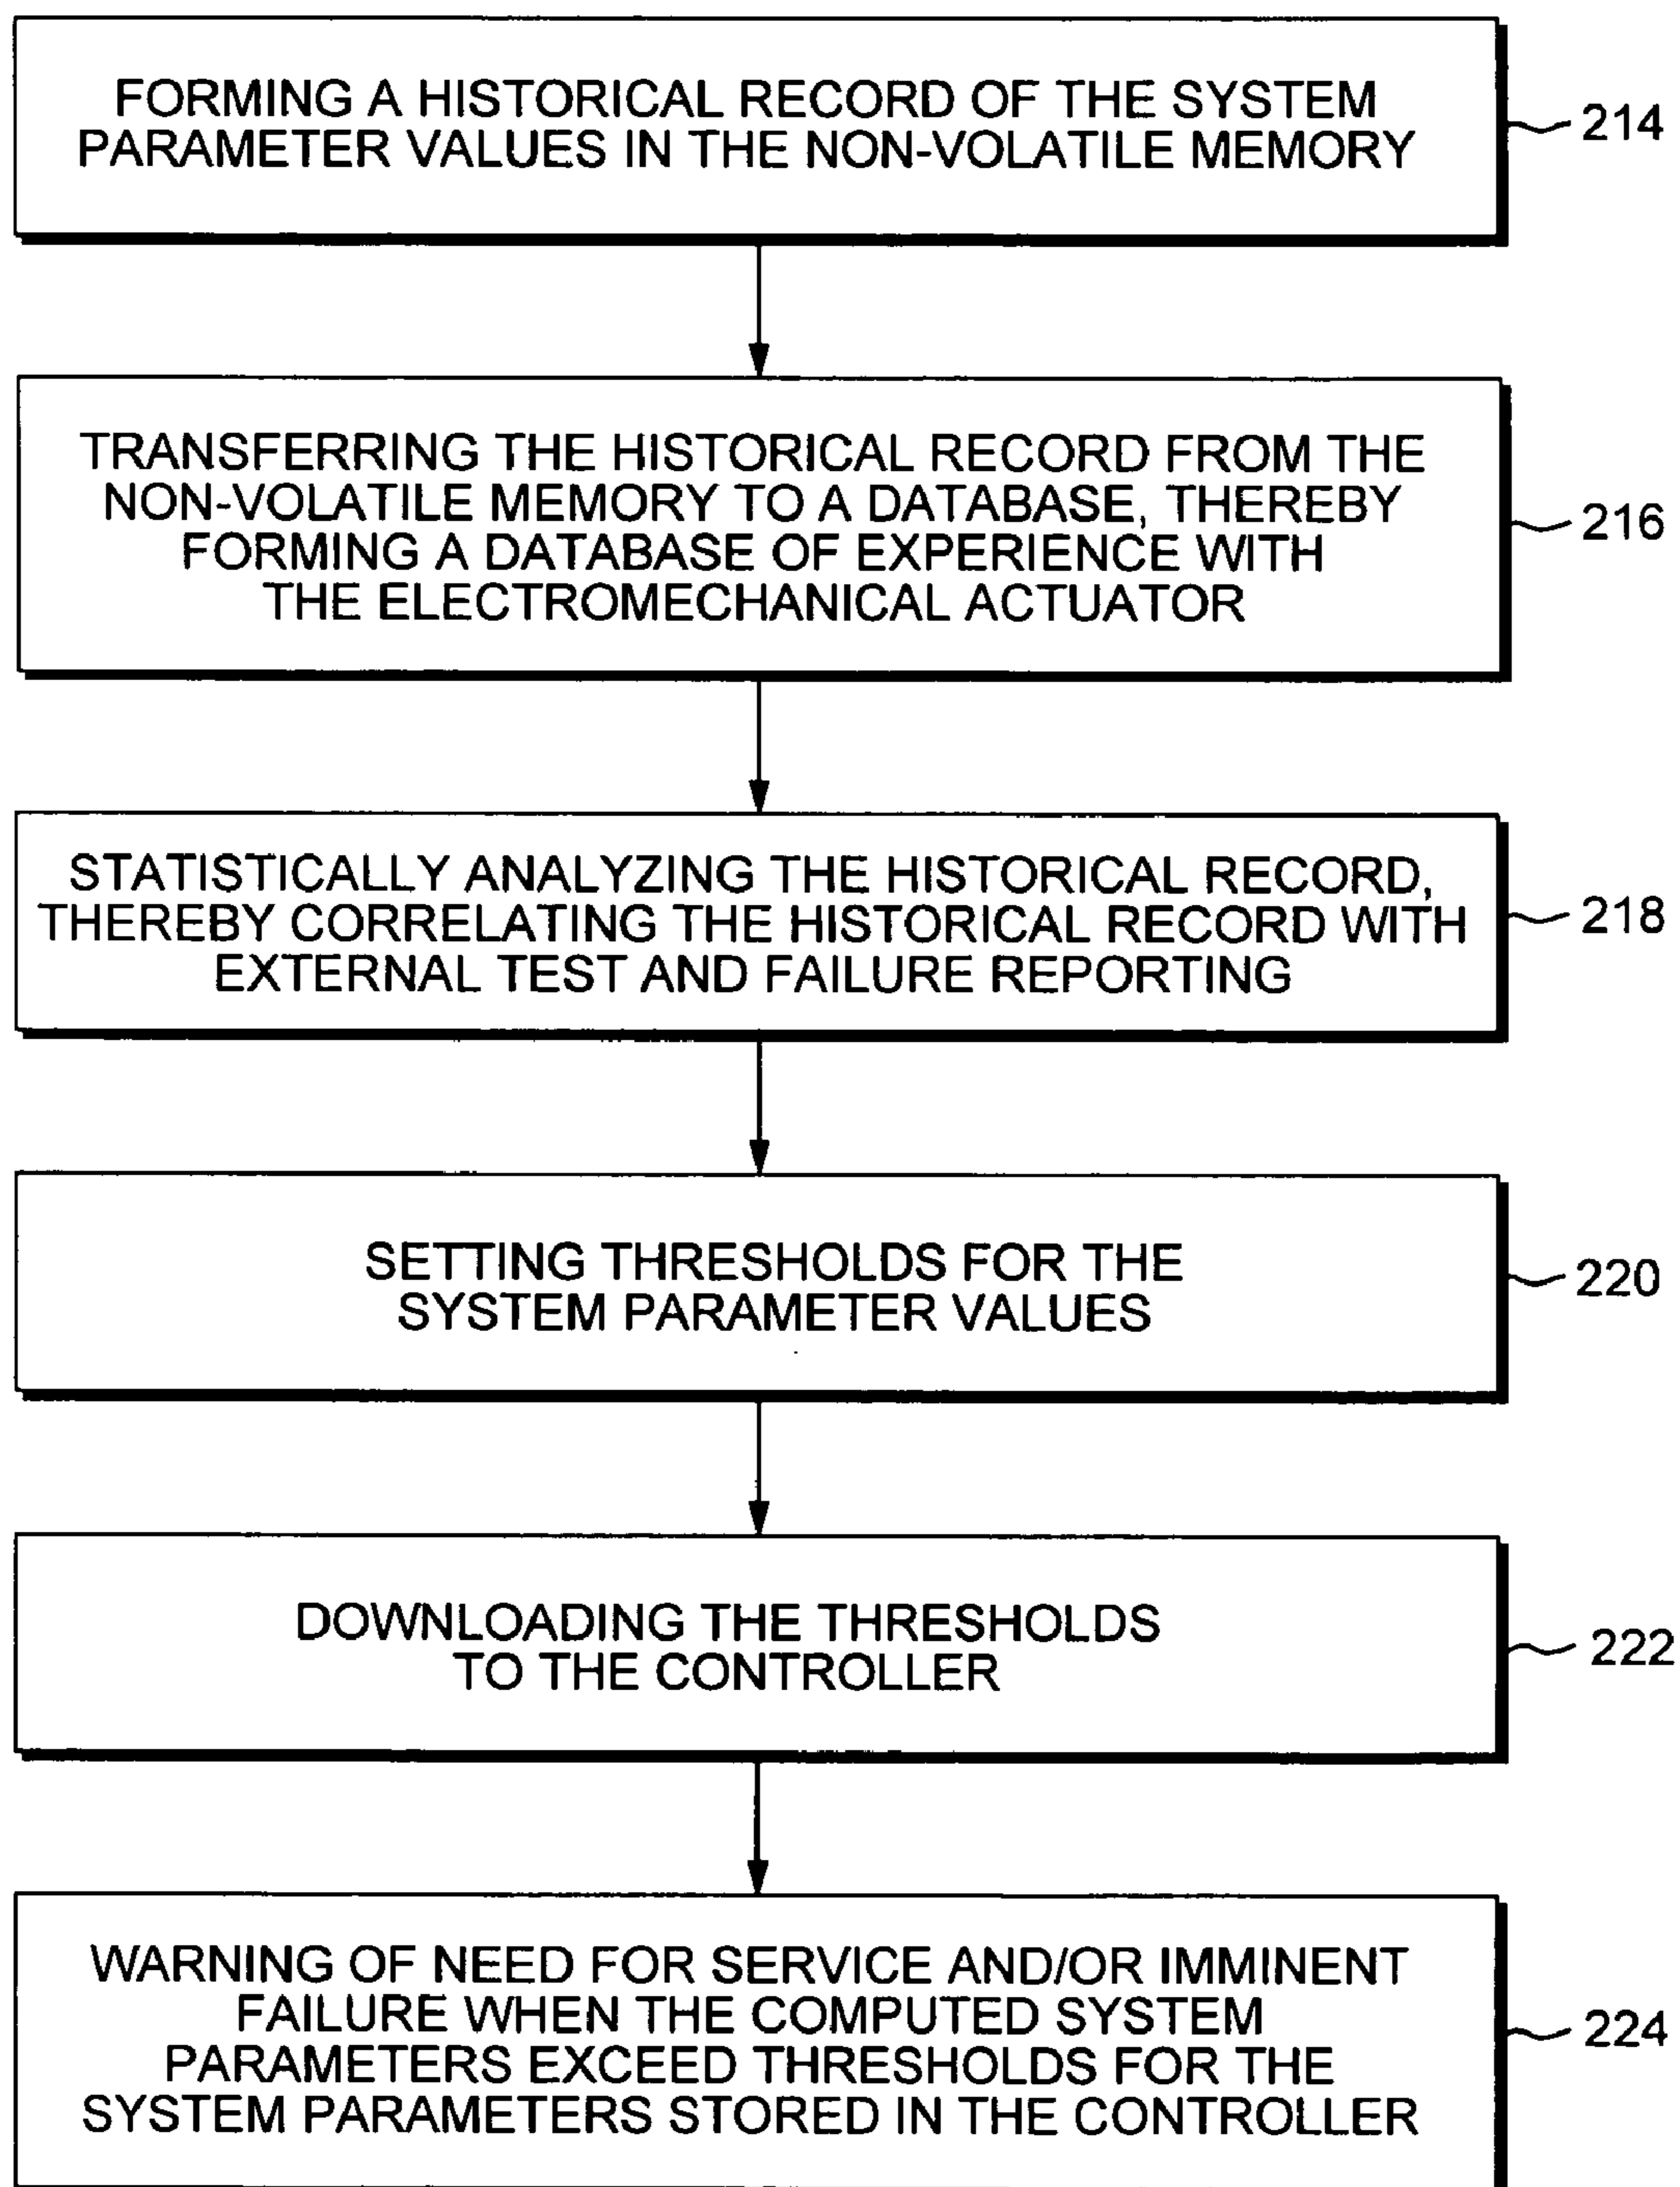 FORMING A HISTORICAL RECORD OF THE SYSTEM
PARAMETER VALUES IN THE NON-VOLATILE MEMORY
214
TRANSFERRING THE HISTORICAL RECORD FROM THE
NON-VOLATILE MEMORY TO A DATABASE, THEREBY
FORMING A DATABASE OF EXPERIENCE WITH
THE ELECTROMECHANICAL ACTUATOR
216
STATISTICALLY ANALYZING THE HISTORICAL RECORD,
THEREBY CORRELATING THE HISTORICAL RECORD WITH
EXTERNAL TEST AND FAILURE REPORTING
218
SETTING THRESHOLDS FOR THE
SYSTEM PARAMETER VALUES
220
DOWNLOADING THE THRESHOLDS
TO THE CONTROLLER
222
WARNING OF NEED FOR SERVICE AND/OR IMMINENT
FAILURE WHEN THE COMPUTED SYSTEM
PARAMETERS EXCEED THRESHOLDS FOR THE
SYSTEM PARAMETERS STORED IN THE CONTROLLER
224